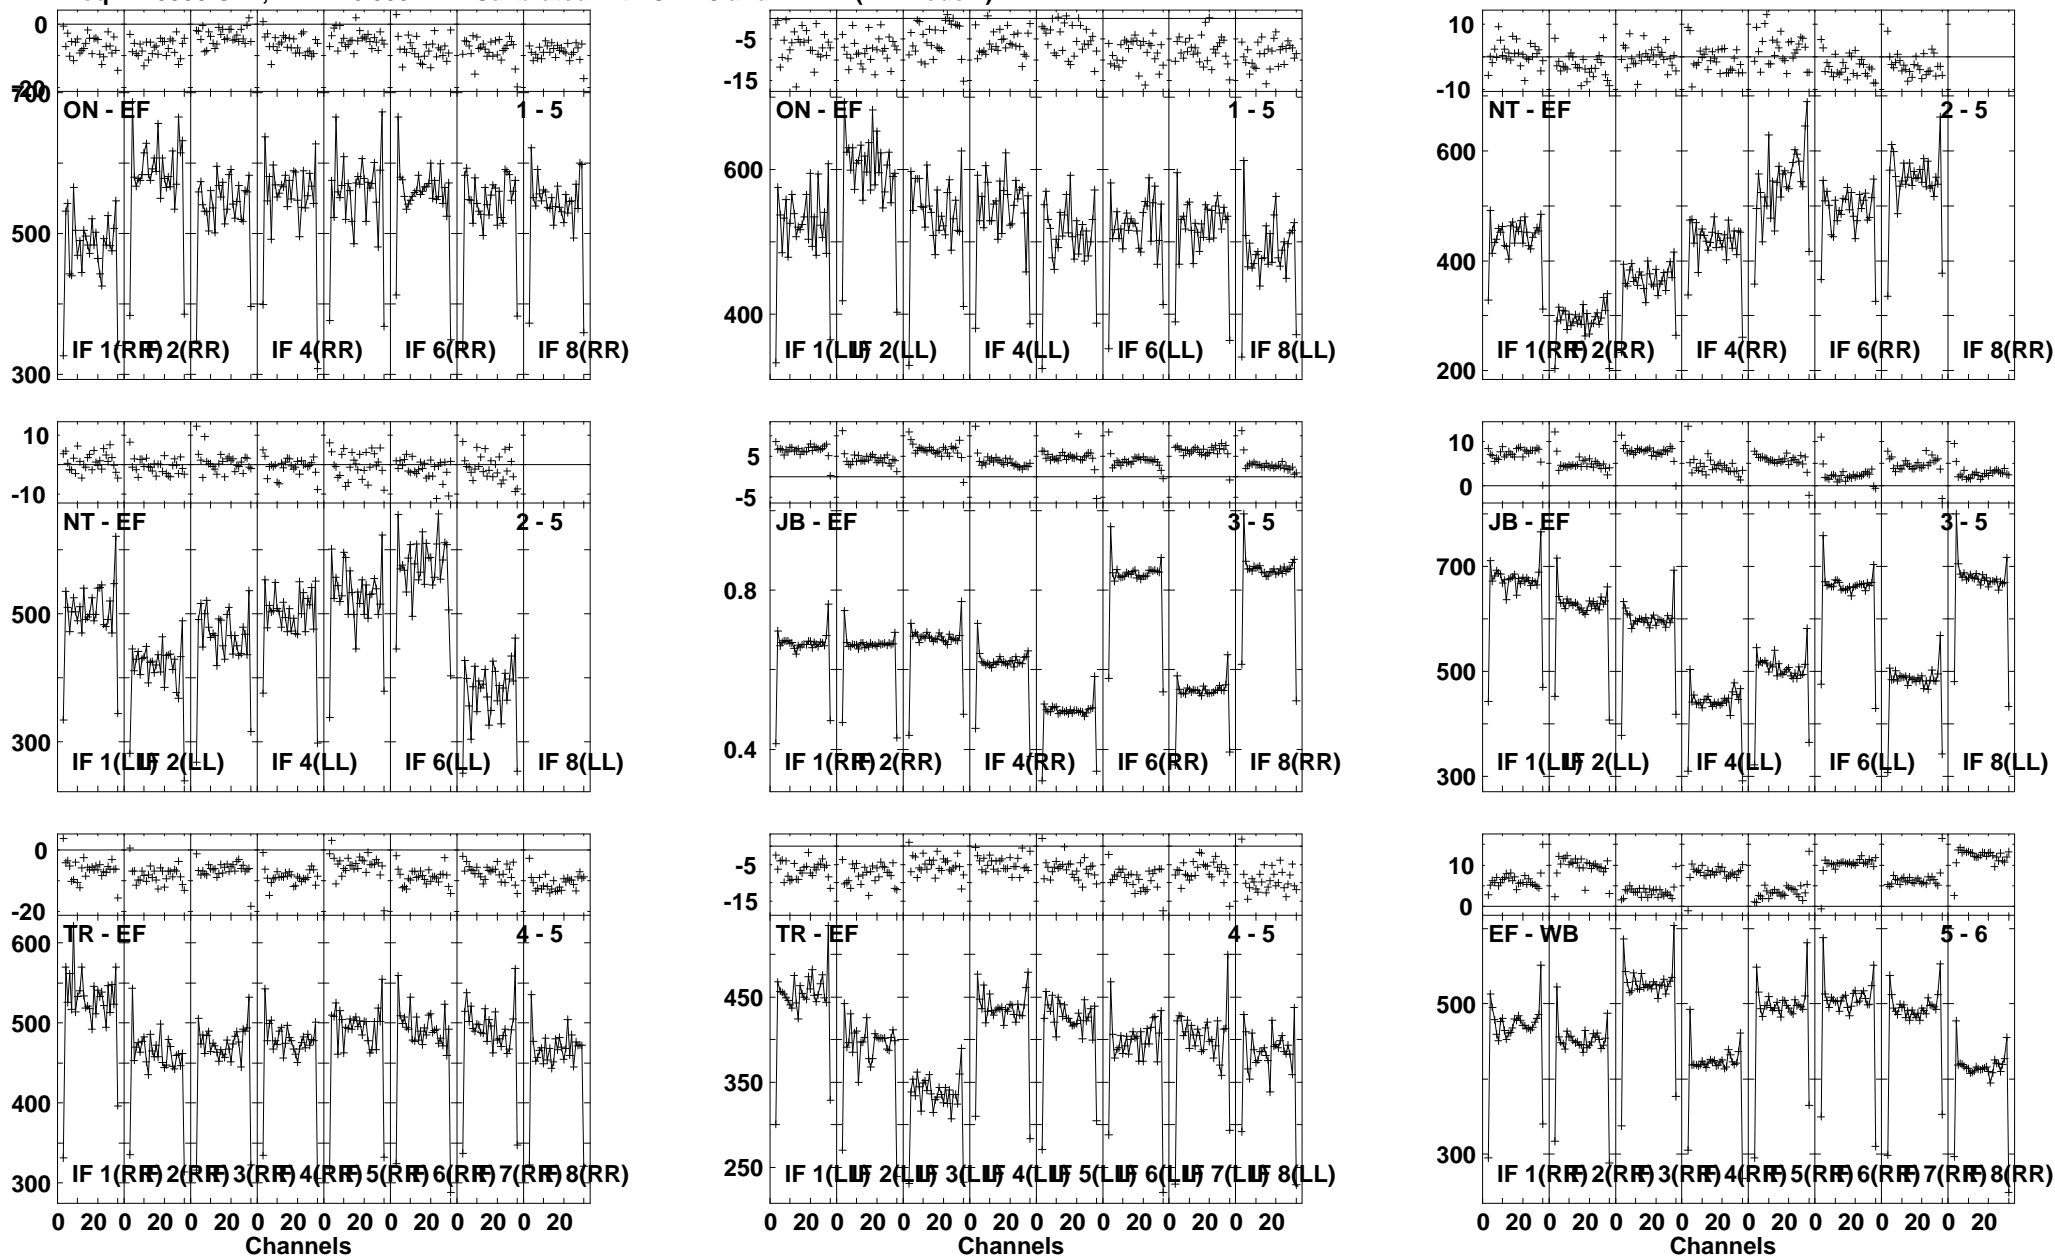 0
-20
700
500
300
ON - EF 1 - 5
IF 1(RR) IF 2(RR) IF 4(RR) IF 6(RR) IF 8(RR)
-5
-15
600
400
ON - EF 1 - 5
IF 1(LL) IF 2(LL) IF 4(LL) IF 6(LL) IF 8(LL)
10
-10
600
400
200
NT - EF 2 - 5
IF 1(RR) IF 2(RR) IF 4(RR) IF 6(RR) IF 8(RR)
10
-10
500
300
NT - EF 2 - 5
IF 1(LL) IF 2(LL) IF 4(LL) IF 6(LL) IF 8(LL)
5
-5
0.8
0.4
JB - EF 3 - 5
IF 1(RR) IF 2(RR) IF 4(RR) IF 6(RR) IF 8(RR)
10
0
700
500
300
JB - EF 3 - 5
IF 1(LL) IF 2(LL) IF 4(LL) IF 6(LL) IF 8(LL)
0
-20
600
500
400
300
TR - EF 4 - 5
IF 1(RR) IF 2(RR) IF 3(RR) IF 4(RR) IF 5(RR) IF 6(RR) IF 7(RR) IF 8(RR)
0 20 0 20 0 20 0 20 0 20 0 20 0 20 0 20
Channels
-5
-15
450
350
250
TR - EF 4 - 5
IF 1(LL) IF 2(LL) IF 3(LL) IF 4(LL) IF 5(LL) IF 6(LL) IF 7(LL) IF 8(LL)
0 20 0 20 0 20 0 20 0 20 0 20 0 20 0 20
Channels
10
0
500
300
EF - WB 5 - 6
IF 1(RR) IF 2(RR) IF 3(RR) IF 4(RR) IF 5(RR) IF 6(RR) IF 7(RR) IF 8(RR)
0 20 0 20 0 20 0 20 0 20 0 20 0 20 0 20
Channels